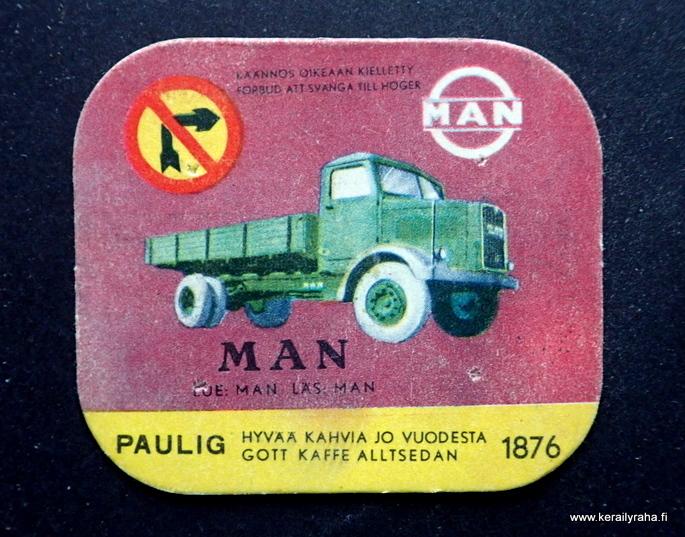 KÄÄNNÖS OIKEAAN KIELLETTY
FÖRBUD ATT SVÄNGA TILL HÖGER
MAN
MAN
LUE: MAN LÄS: MAN
PAULIG
HYVÄÄ KAHVIA JO VUODESTA
GOTT KAFFE ALLTSEDAN
1876
www.kerailyraha.fi